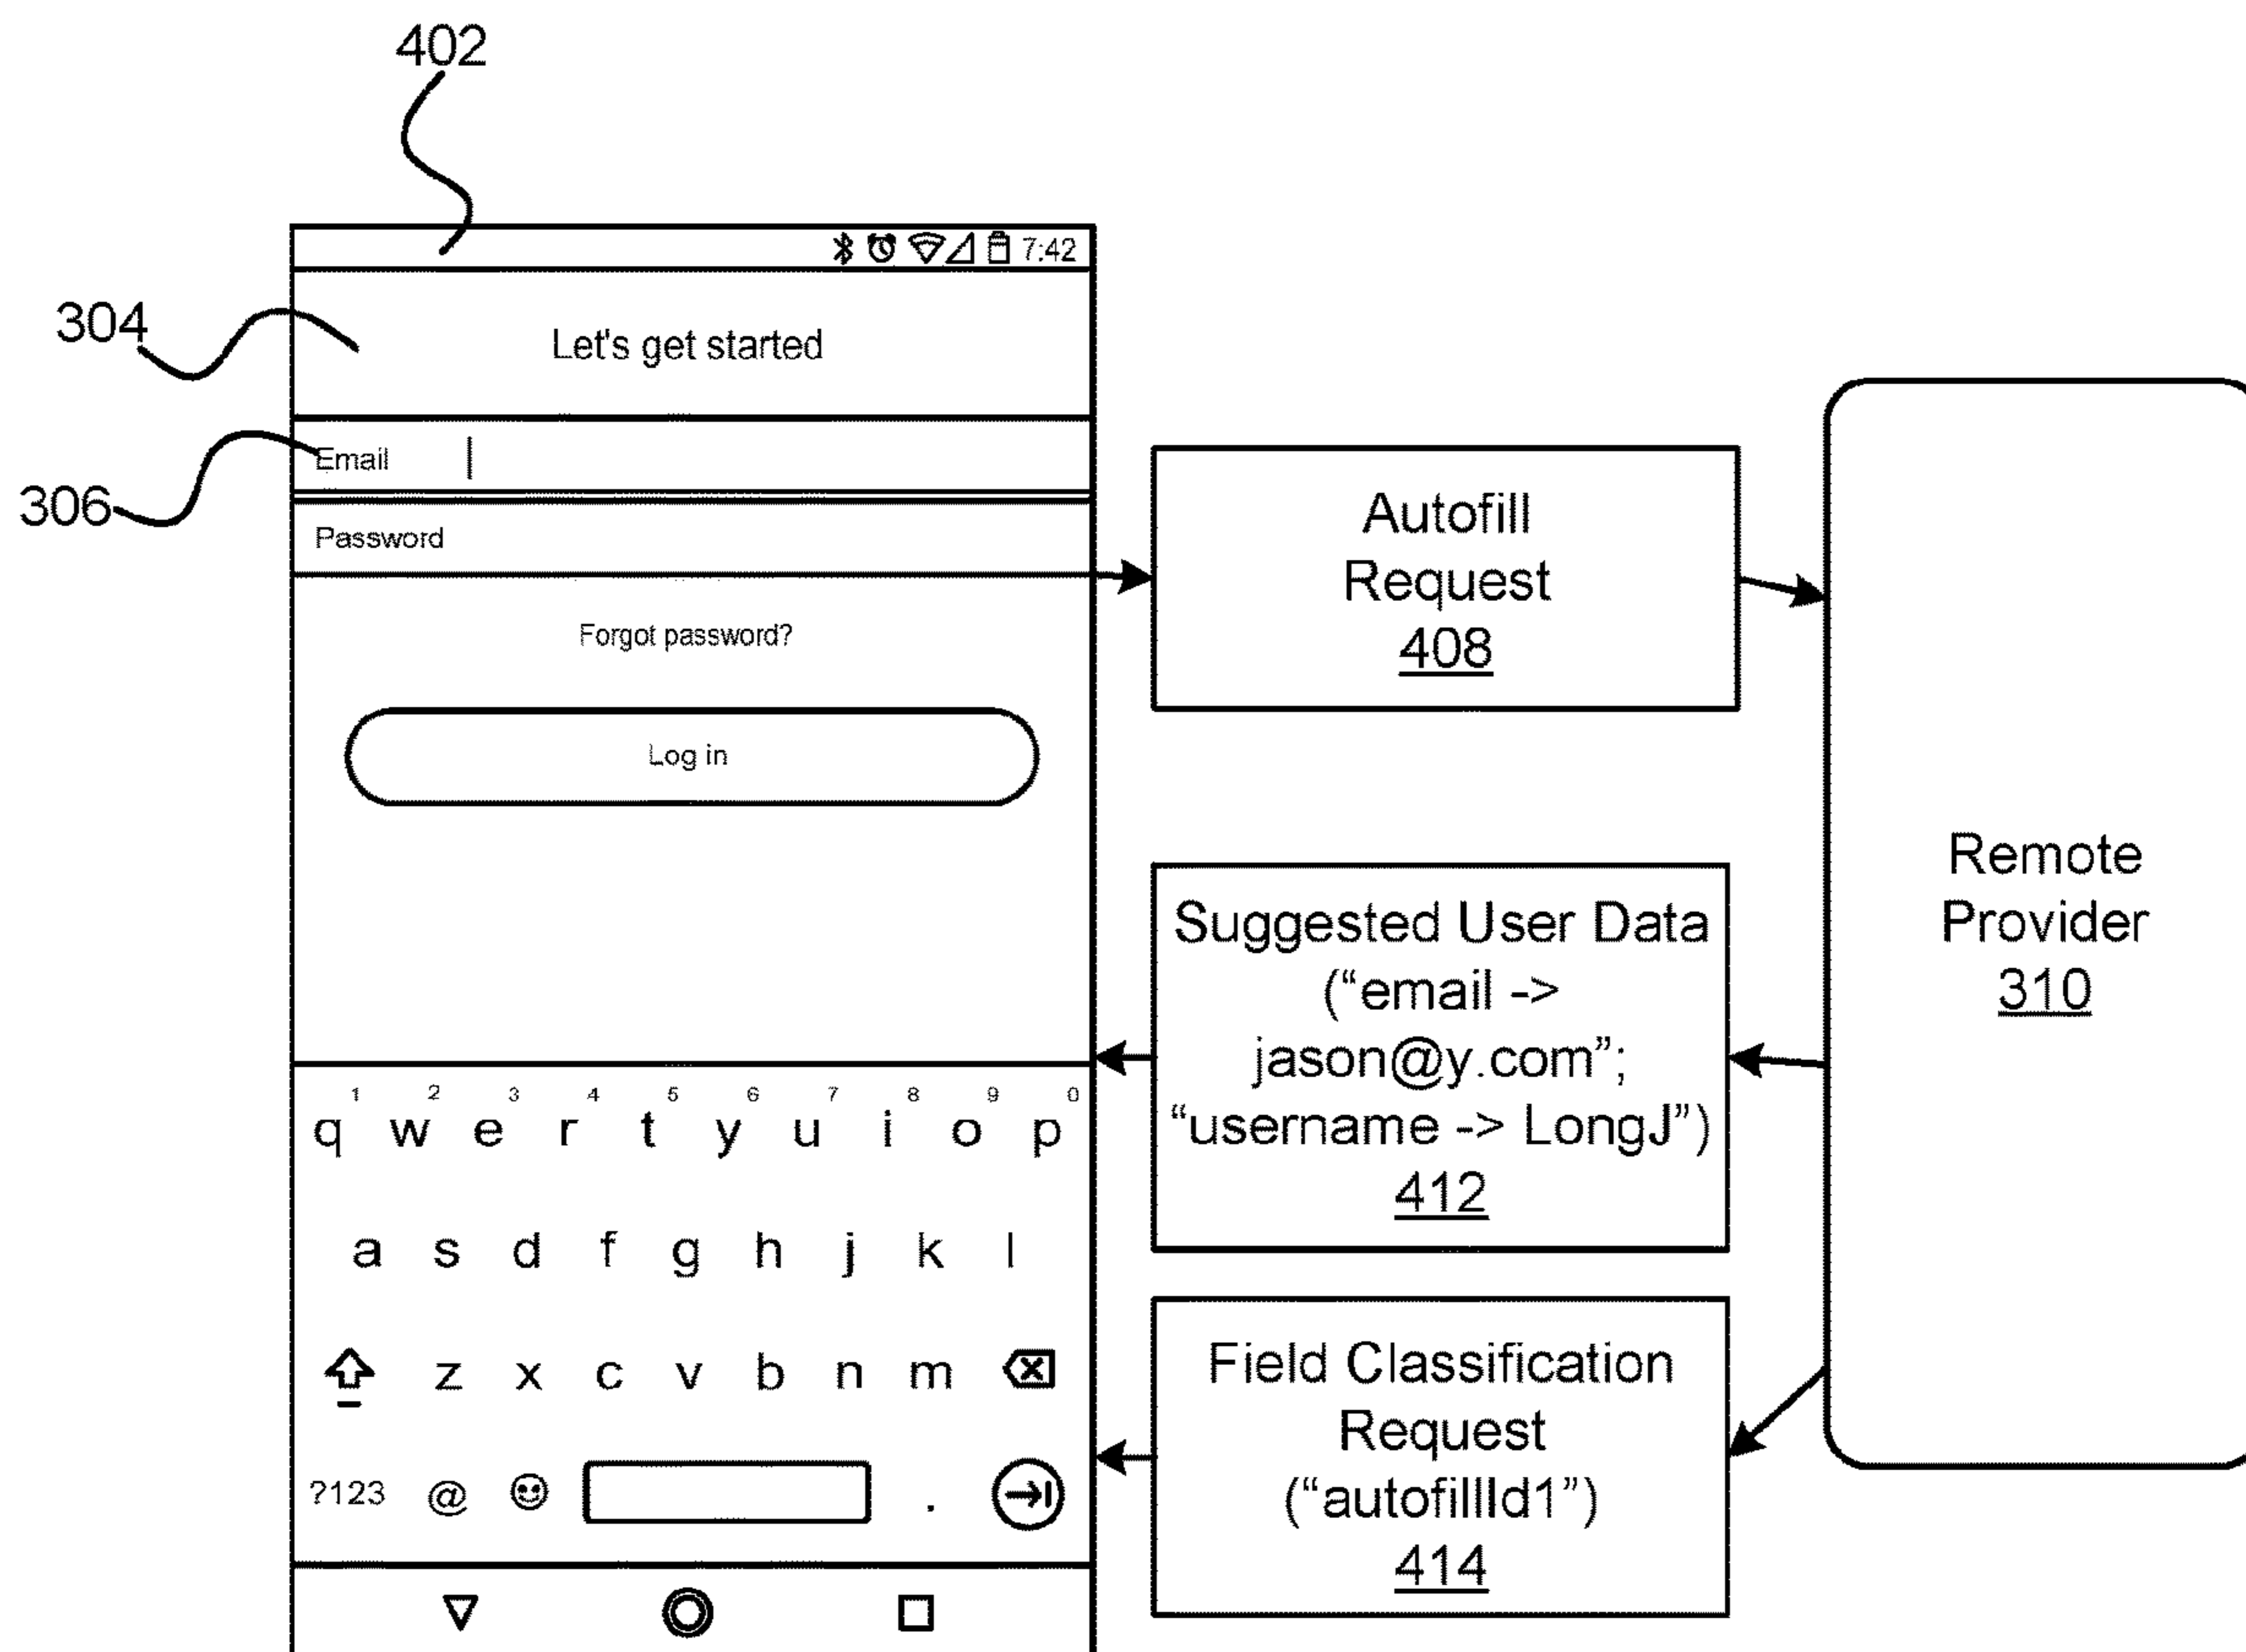 402
7:42
304
Let's get started
306
Email
Password
Forgot password?
Log in
Autofill
Request
408
Suggested User Data
(“email ->
jason@y.com”;
“username -> LongJ”)
412
Field Classification
Request
(“autofillId1”)
414
Remote
Provider
310
1 2 3 4 5 6 7 8 9 0
q w e r t y u i o p
a s d f g h j k l
z x c v b n m
?123 @ .